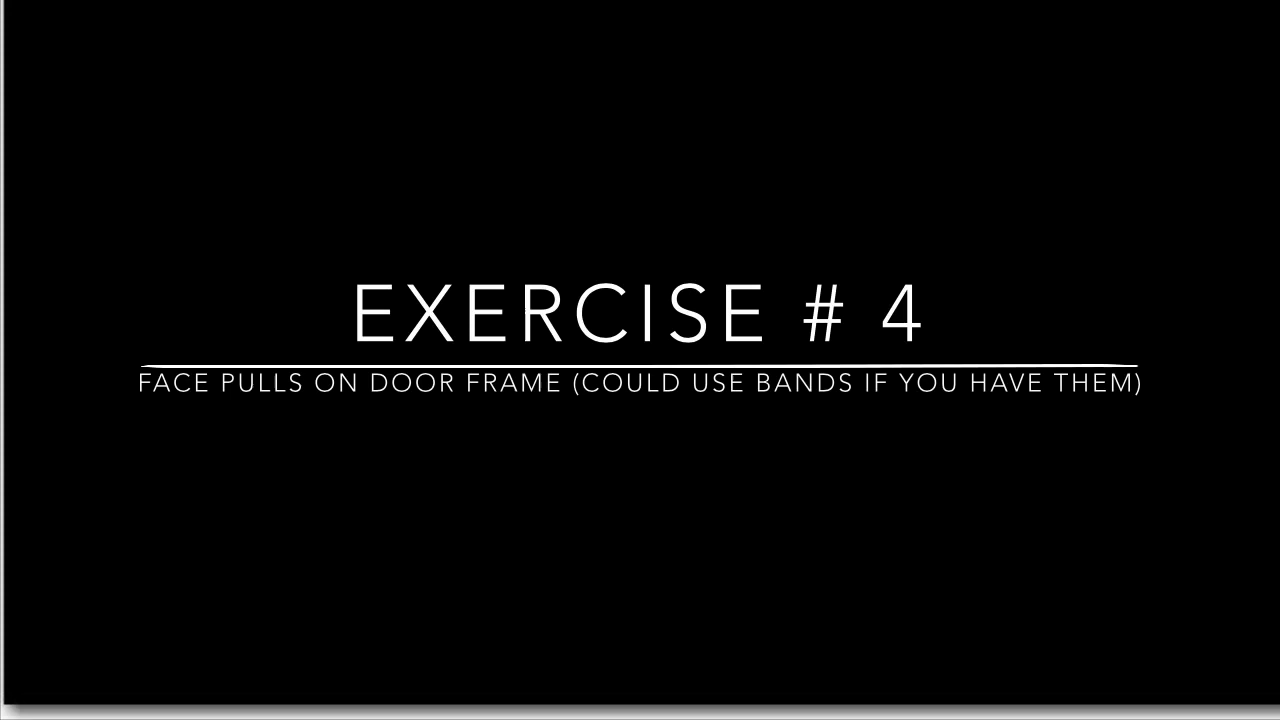 EXERCISE # 4
FACE PULLS ON DOOR FRAME (COULD USE BANDS IF YOU HAVE THEM)